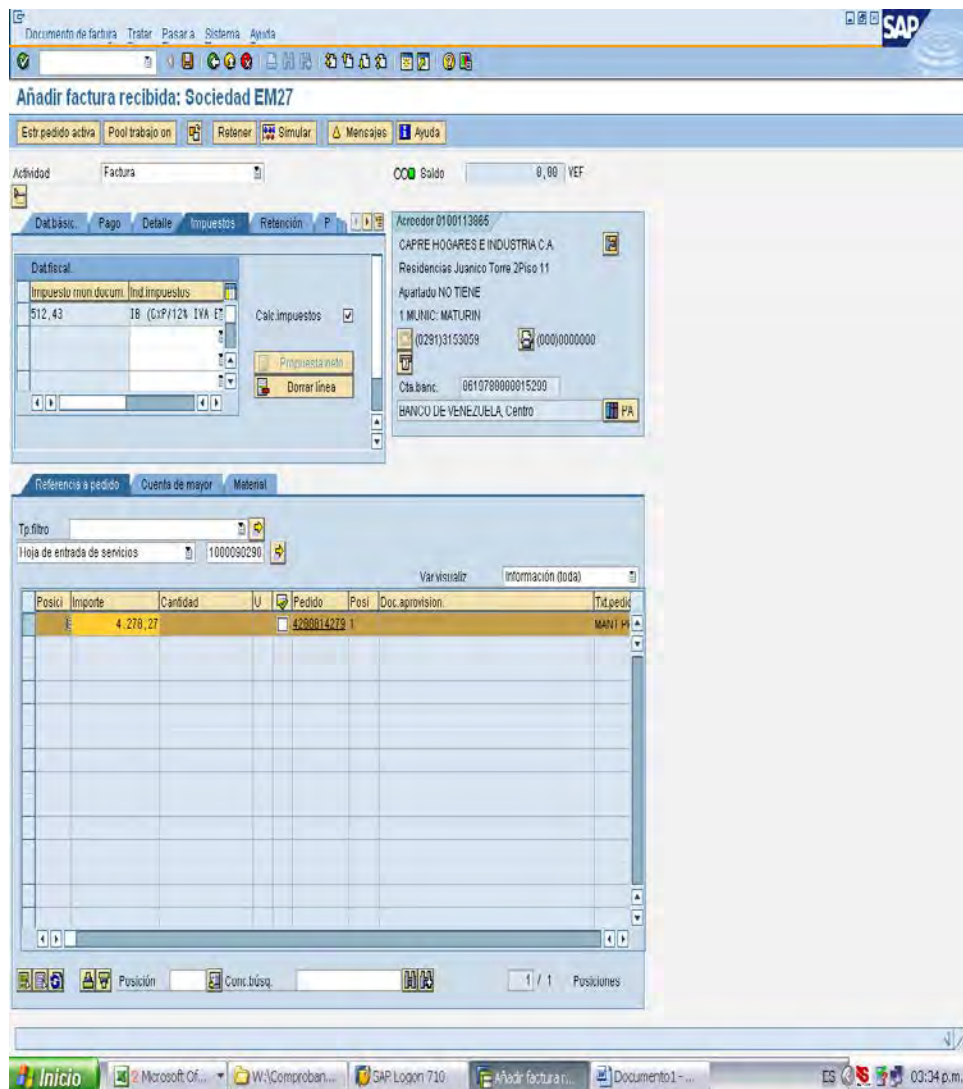 Documento de factura Tratar Pasar a Sistema Ayuda
SAP
Añadir factura recibida: Sociedad EM27
Estr.pedido activa Pool trabajo on Retener Simular Mensajes Ayuda
Actividad Factura Saldo 0,00 VEF
Dat.básic. Pago Detalle Impuestos Retención P
Acreedor 0100113865
CAPRE HOGARES E INDUSTRIA C.A.
Dat.fiscal.
Residencias Juanico Torre 2Piso 11
Impuesto mon.docum. Ind.impuestos
Apartado NO TIENE
512,43 IB (CxP/12% IVA
Calc.impuestos
1 MUNIC: MATURIN
(0291)3153059 (000)0000000
Propuesta neto
Borrar línea
Cta.banc.
BANCO DE VENEZUELA, Centro PA
Referencia a pedido Cuenta de mayor Material
Tp.filtro
Hoja de entrada de servicios 1000090290
Var.visualiz Información (toda)
Posici Importe Cantidad U Pedido Posi Doc.aprovision. Txt.pedic
4.270,27 4200814279 1 MANT
Posición Conc.búsq. 1 / 1 Posiciones
Inicio 2 Microsoft Of... W:\Comproban... SAP Logon 710 Añadir factura r... Documento1 - ... ES 03:34 p.m.